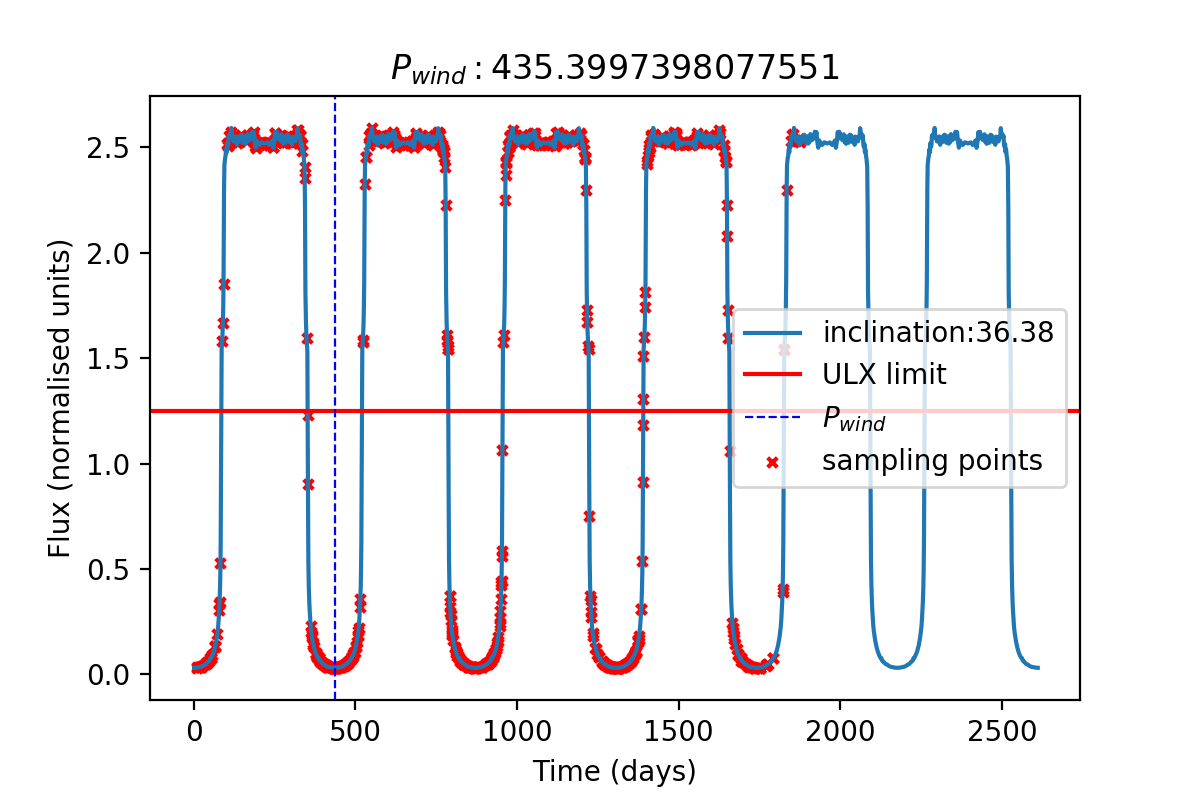 P_wind : 435.3997398077551
Flux (normalised units)
2.5
2.0
1.5
1.0
0.5
0.0
inclination:36.38
ULX limit
P_wind
sampling points
0
500
1000
1500
2000
2500
Time (days)